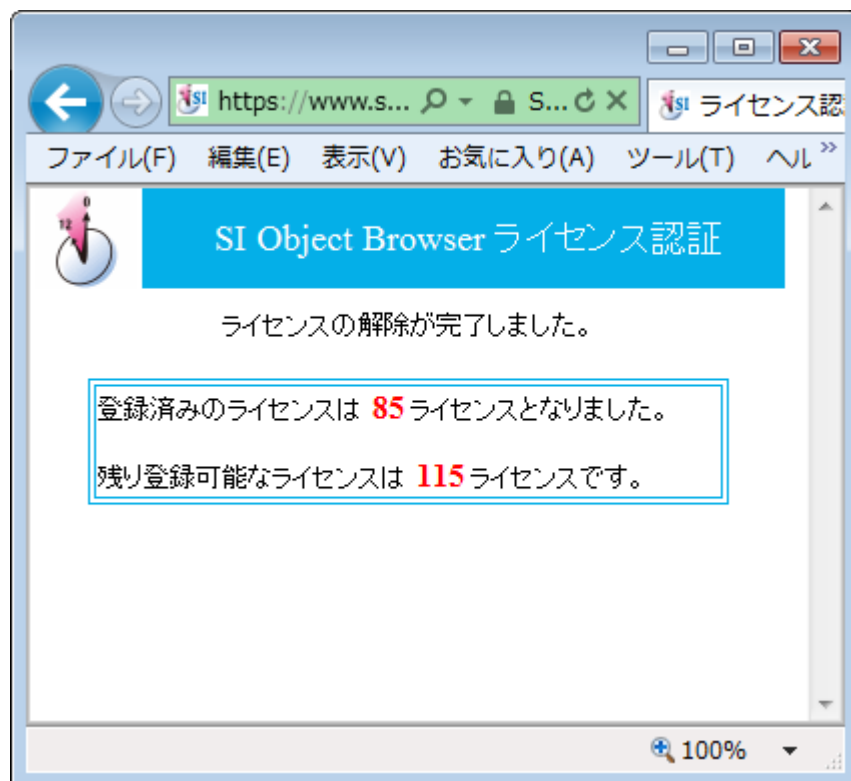 https://www.s... S...
ライセンス認
ファイル(F) 編集(E) 表示(V) お気に入り(A) ツール(T) ヘル
SI Object Browser ライセンス認証
ライセンスの解除が完了しました。
登録済みのライセンスは 85 ライセンスとなりました。
残り登録可能なライセンスは 115 ライセンスです。
100%